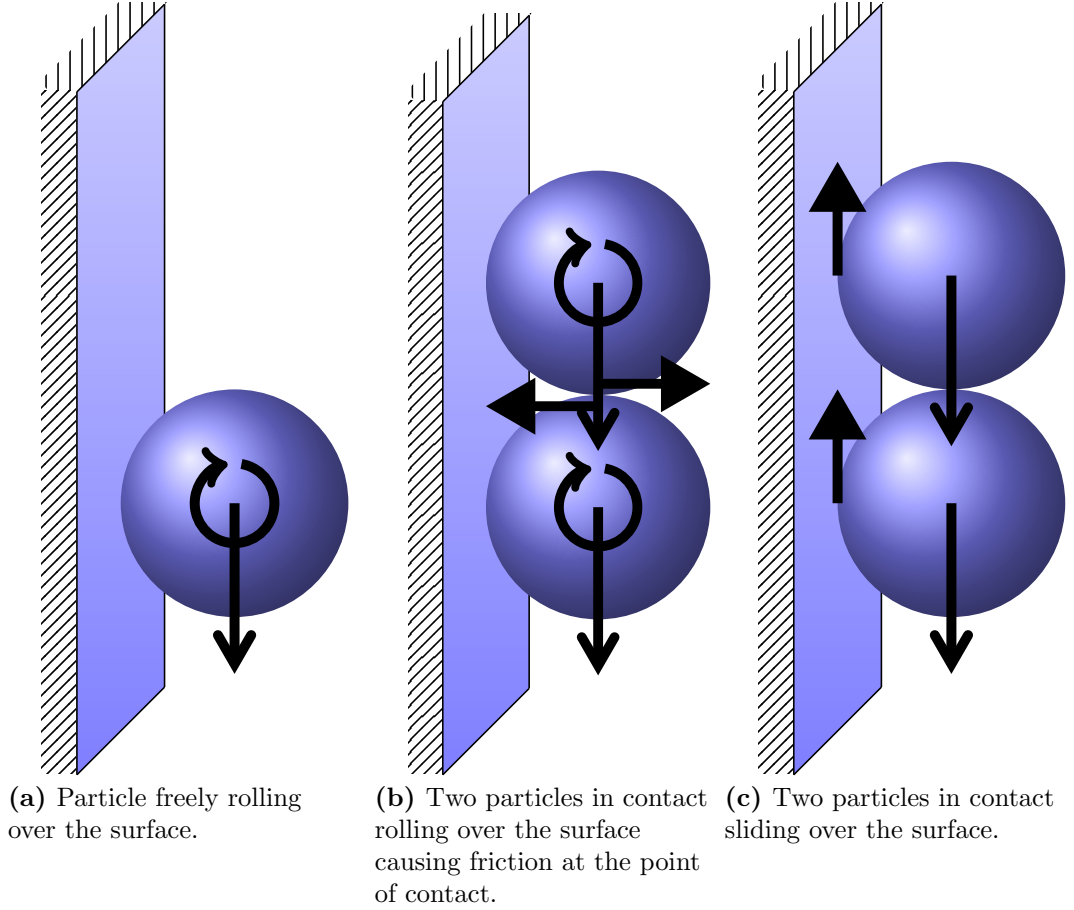 (a) Particle freely rolling
over the surface.
(b) Two particles in contact
rolling over the surface
causing friction at the point
of contact.
(c) Two particles in contact
sliding over the surface.